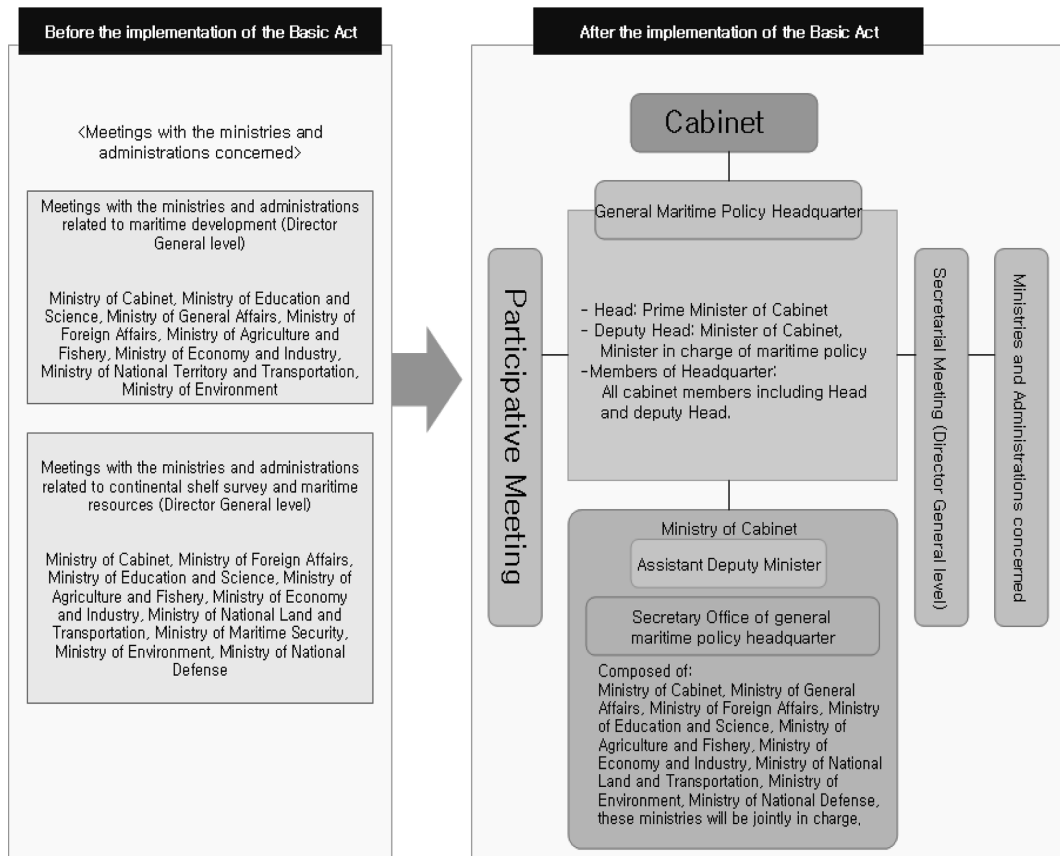 Before the implementation of the Basic Act
<Meetings with the ministries and
administrations concerned>
Meetings with the ministries and administrations
related to maritime development (Director
General level)
Ministry of Cabinet, Ministry of Education and
Science, Ministry of General Affairs, Ministry of
Foreign Affairs, Ministry of Agriculture and
Fishery, Ministry of Economy and Industry,
Ministry of National Territory and Transportation,
Ministry of Environment
Meetings with the ministries and administrations
related to continental shelf survey and maritime
resources (Director General level)
Ministry of Cabinet, Ministry of Foreign Affairs,
Ministry of Education and Science, Ministry of
Agriculture and Fishery, Ministry of Economy
and Industry, Ministry of National Land and
Transportation, Ministry of Maritime Security,
Ministry of Environment, Ministry of National
Defense
After the implementation of the Basic Act
Cabinet
General Maritime Policy Headquarter
Participative Meeting
- Head: Prime Minister of Cabinet
- Deputy Head: Minister of Cabinet,
Minister in charge of maritime policy
-Members of Headquarter:
All cabinet members including Head
and deputy Head.
Secretarial Meeting (Director General level)
Ministries and Administrations concerned
Ministry of Cabinet
Assistant Deputy Minister
Secretary Office of general
maritime policy headquarter
Composed of:
Ministry of Cabinet, Ministry of General
Affairs, Ministry of Foreign Affairs, Ministry
of Education and Science, Ministry of
Agriculture and Fishery, Ministry of
Economy and Industry, Ministry of National
Land and Transportation, Ministry of
Environment, Ministry of National Defense,
these ministries will be jointly in charge.